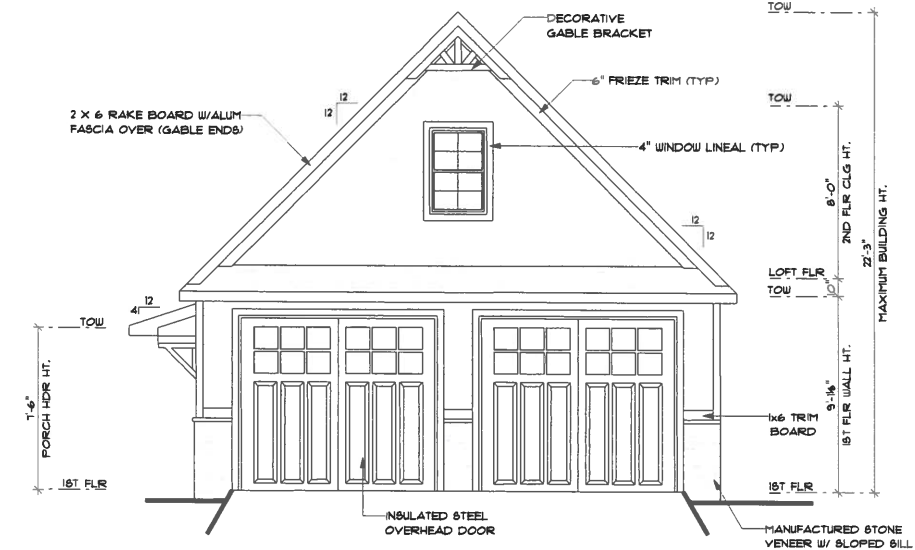 TOW
DECORATIVE
GABLE BRACKET
6" FRIEZE TRIM (TYP)
12
12
TOW
2 X 6 RAKE BOARD W/ALUM
FASCIA OVER (GABLE ENDS)
4" WINDOW LINEAL (TYP)
8'-0"
2ND FLR CLG HT.
22'-3"
MAXIMUM BUILDING HT.
12
12
LOFT FLR
10"
TOW
12
4
TOW
7'-6"
PORCH HDR HT.
1ST FLR WALL HT.
1x6 TRIM
BOARD
1ST FLR
1ST FLR
INSULATED STEEL
OVERHEAD DOOR
MANUFACTURED STONE
VENEER W/ SLOPED SILL